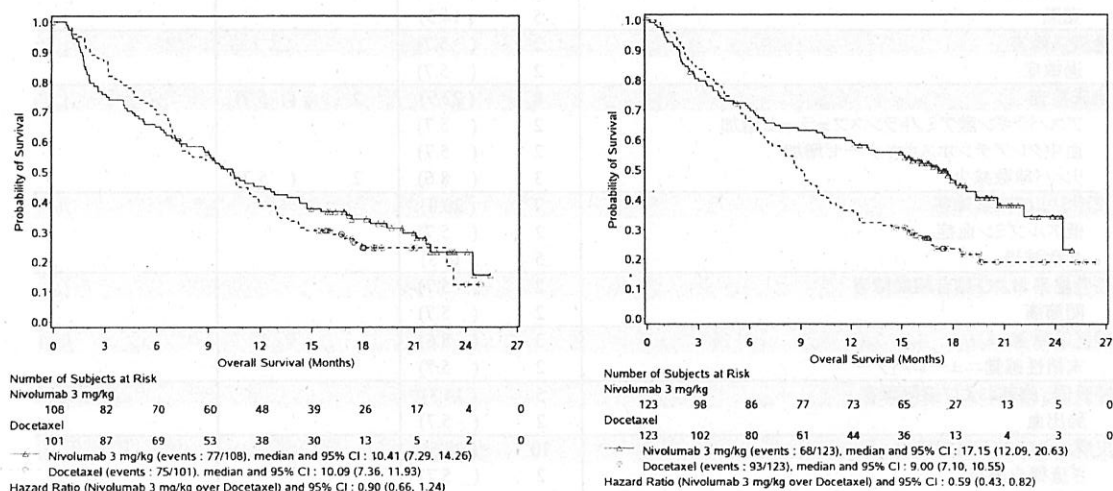 Probability of Survival
1.0
0.9
0.8
0.7
0.6
0.5
0.4
0.3
0.2
0.1
0.0
0 3 6 9 12 15 18 21 24 27
Overall Survival (Months)
Number of Subjects at Risk
Nivolumab 3 mg/kg
108 82 70 60 48 39 26 17 4 0
Docetaxel
101 87 69 53 38 30 13 5 2 0
Nivolumab 3 mg/kg (events : 77/108), median and 95% CI : 10.41 (7.29, 14.26)
Docetaxel (events : 75/101), median and 95% CI : 10.09 (7.36, 11.93)
Hazard Ratio (Nivolumab 3 mg/kg over Docetaxel) and 95% CI : 0.90 (0.66, 1.24)
Probability of Survival
1.0
0.9
0.8
0.7
0.6
0.5
0.4
0.3
0.2
0.1
0.0
0 3 6 9 12 15 18 21 24 27
Overall Survival (Months)
Number of Subjects at Risk
Nivolumab 3 mg/kg
123 98 86 77 73 65 27 13 5 0
Docetaxel
123 102 80 61 44 36 13 4 3 0
Nivolumab 3 mg/kg (events : 68/123), median and 95% CI : 17.15 (12.09, 20.63)
Docetaxel (events : 93/123), median and 95% CI : 9.00 (7.10, 10.55)
Hazard Ratio (Nivolumab 3 mg/kg over Docetaxel) and 95% CI : 0.59 (0.43, 0.82)